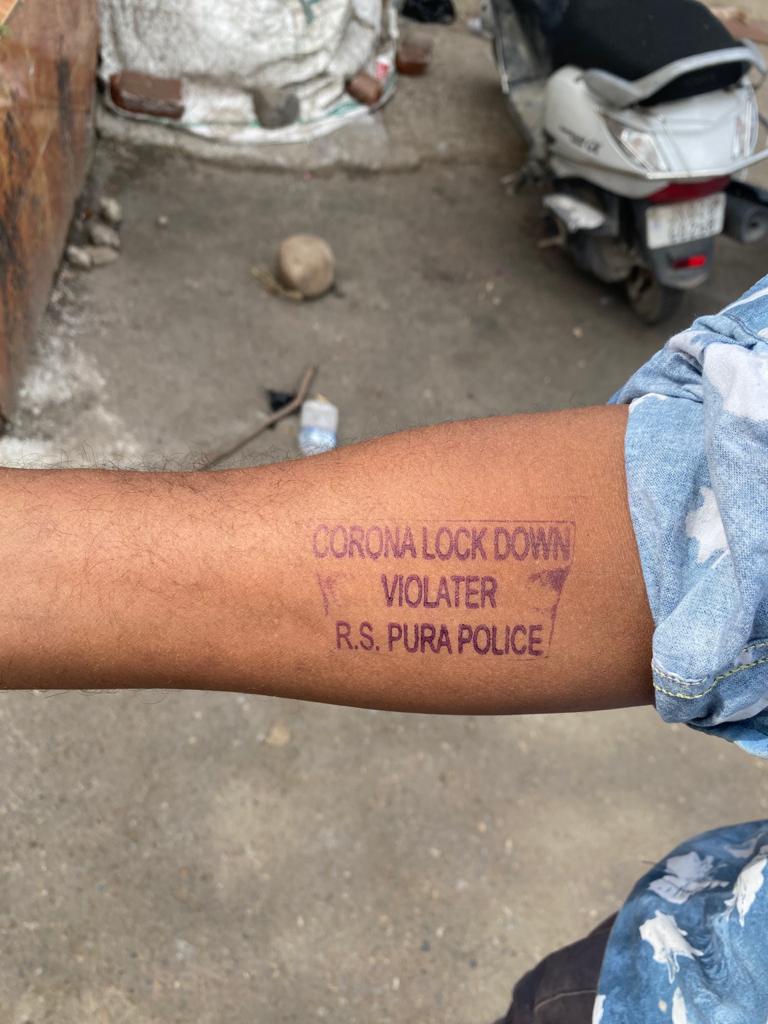 CORONA LOCK DOWN
VIOLATER
R.S. PURA POLICE